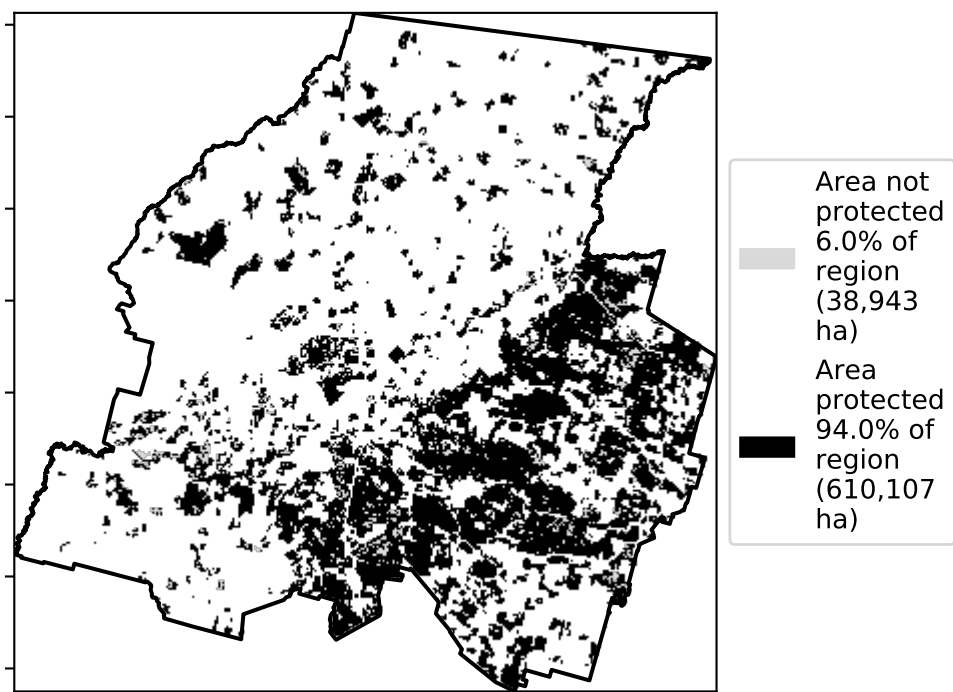 Area not
protected
6.0% of
region
(38,943
ha)
Area
protected
94.0% of
region
(610,107
ha)